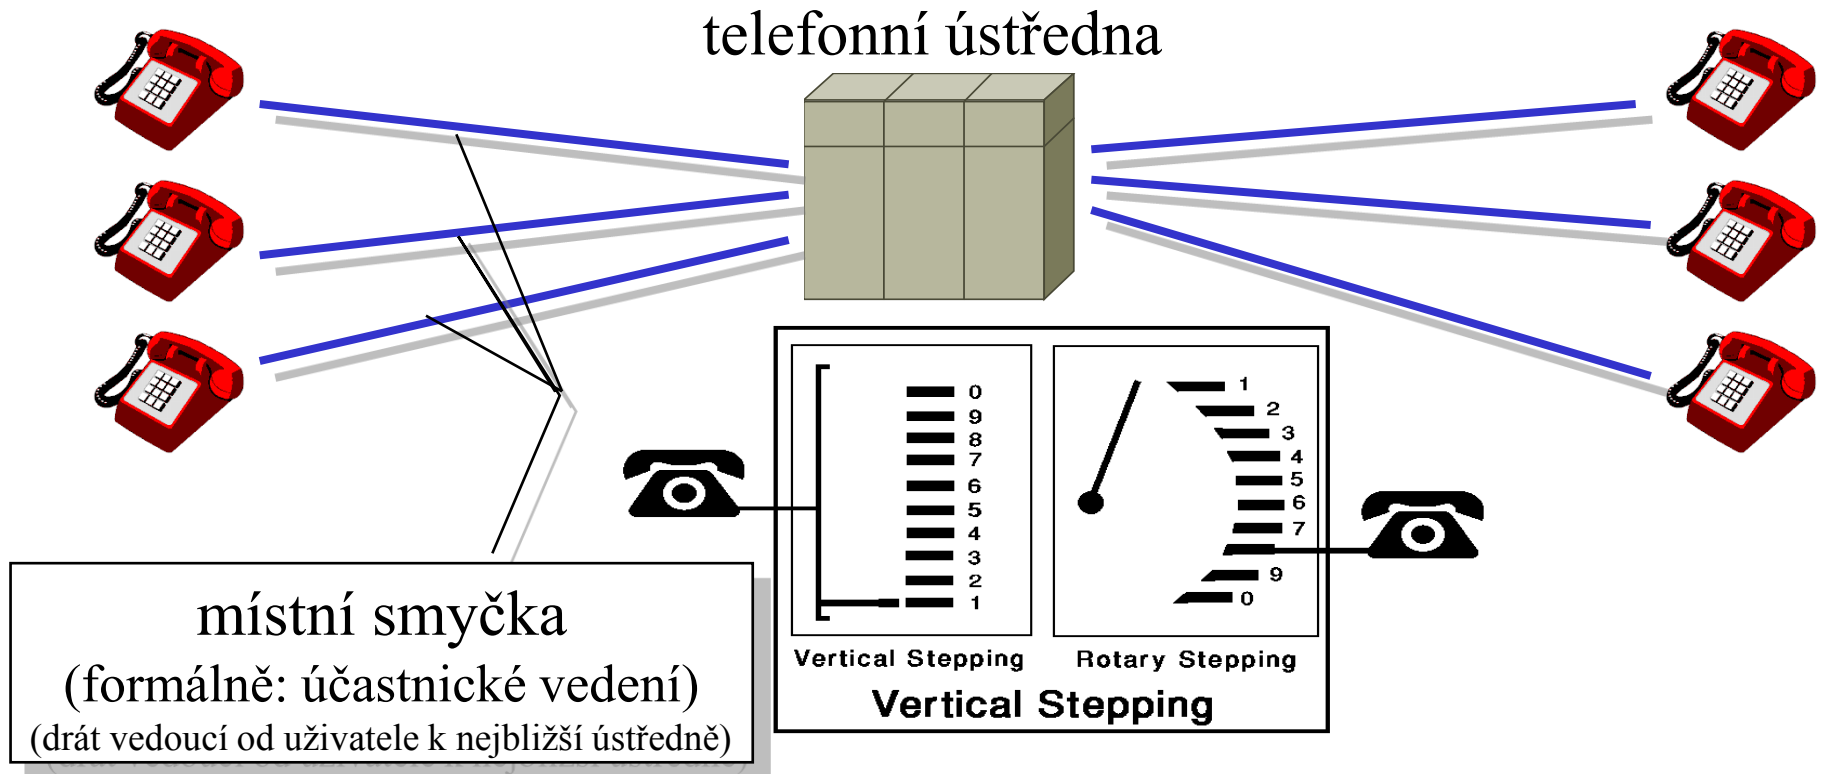 telefonní ústředna
0
9
8
7
6
5
4
3
2
1
Vertical Stepping
1
2
3
4
5
6
7
9
0
Rotary Stepping
Vertical Stepping
místní smyčka
(formálně: účastnické vedení)
(drát vedoucí od uživatele k nejbližší ústředně)